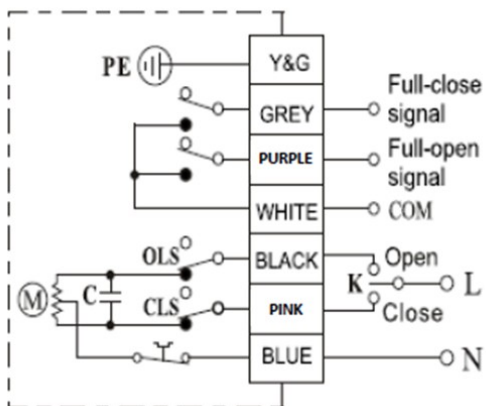 PE Y&G
GREY Full-close
signal
PURPLE Full-open
signal
WHITE COM
OLS BLACK Open
K L
M C CLS PINK Close
BLUE N